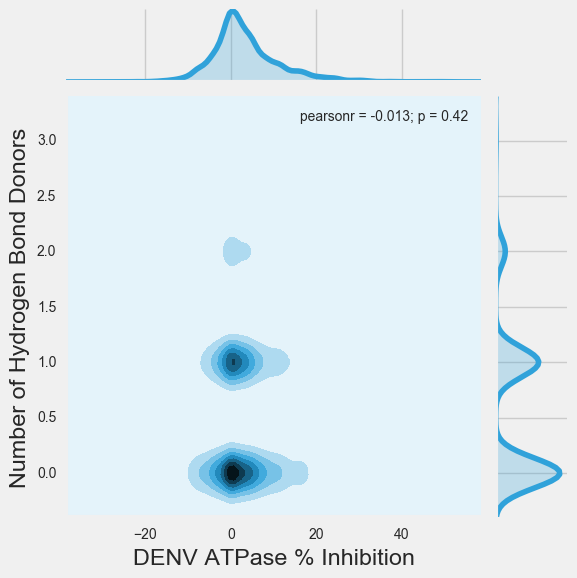 pearsonr = -0.013; p = 0.42
Number of Hydrogen Bond Donors
3.0
2.5
2.0
1.5
1.0
0.5
0.0
−20 0 20 40
DENV ATPase % Inhibition